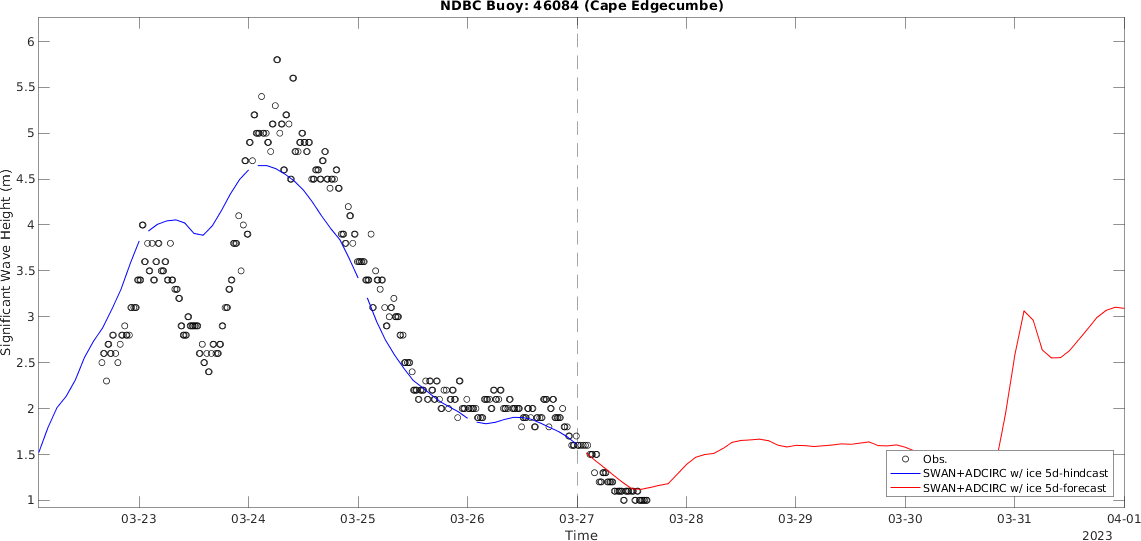 NDBC Buoy: 46084 (Cape Edgecumbe)
Significant Wave Height (m)
6
5.5
5
4.5
4
3.5
3
2.5
2
1.5
1
Obs.
SWAN+ADCIRC w/ ice 5d-hindcast
SWAN+ADCIRC w/ ice 5d-forecast
03-23 03-24 03-25 03-26 03-27 03-28 03-29 03-30 03-31 04-01
Time
2023